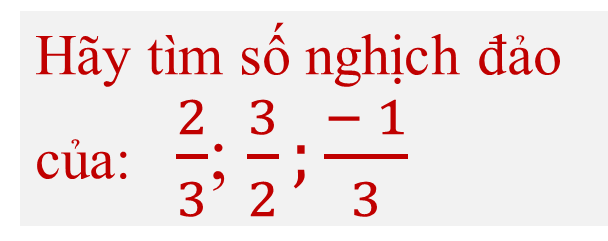 Hãy tìm số nghịch đảo
của: 2/3; 3/2; −1/3